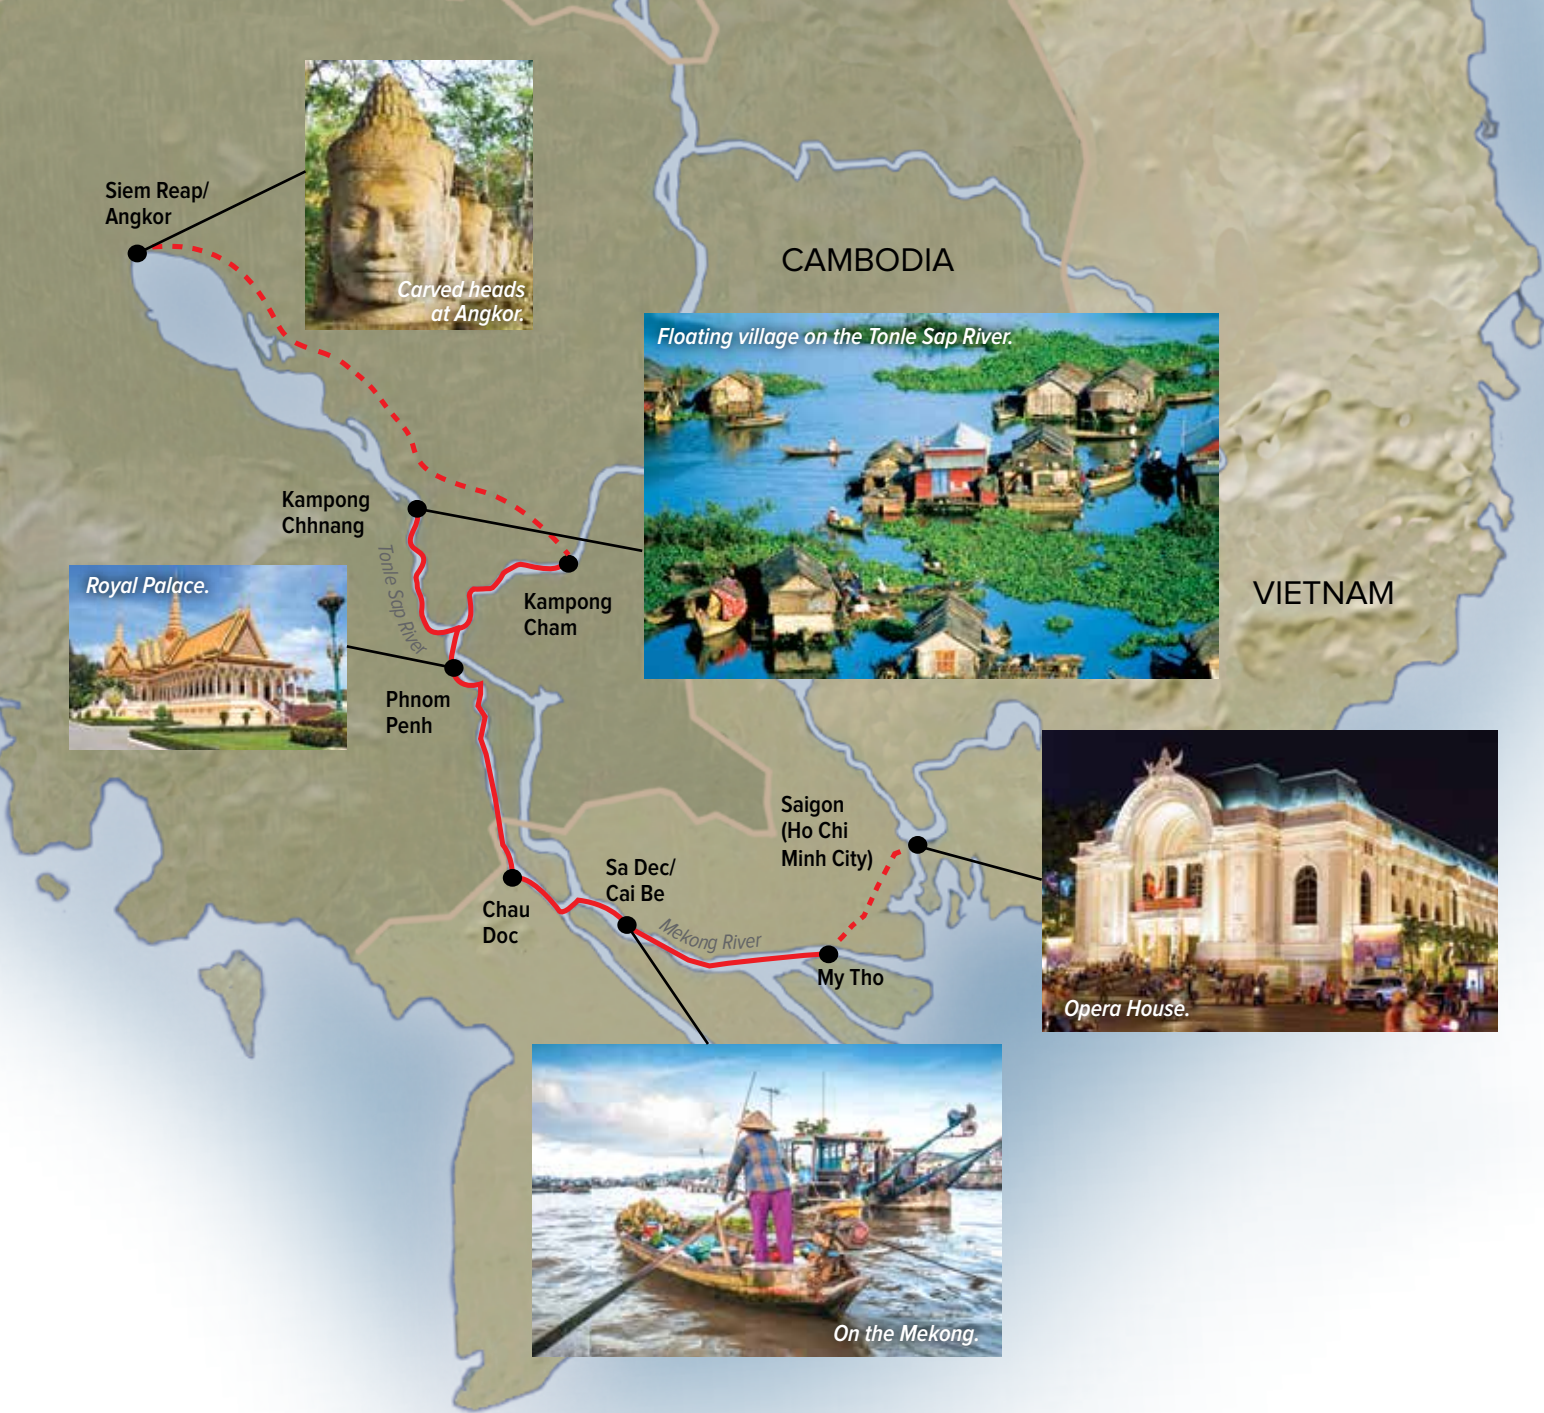 Siem Reap/
Angkor
Carved heads
at Angkor.
CAMBODIA
Floating village on the Tonle Sap River.
Kampong
Chhnang
Tonle Sap River
Kampong
Cham
Royal Palace.
VIETNAM
Phnom
Penh
Saigon
(Ho Chi
Minh City)
Sa Dec/
Cai Be
Chau
Doc
Mekong River
My Tho
Opera House.
On the Mekong.